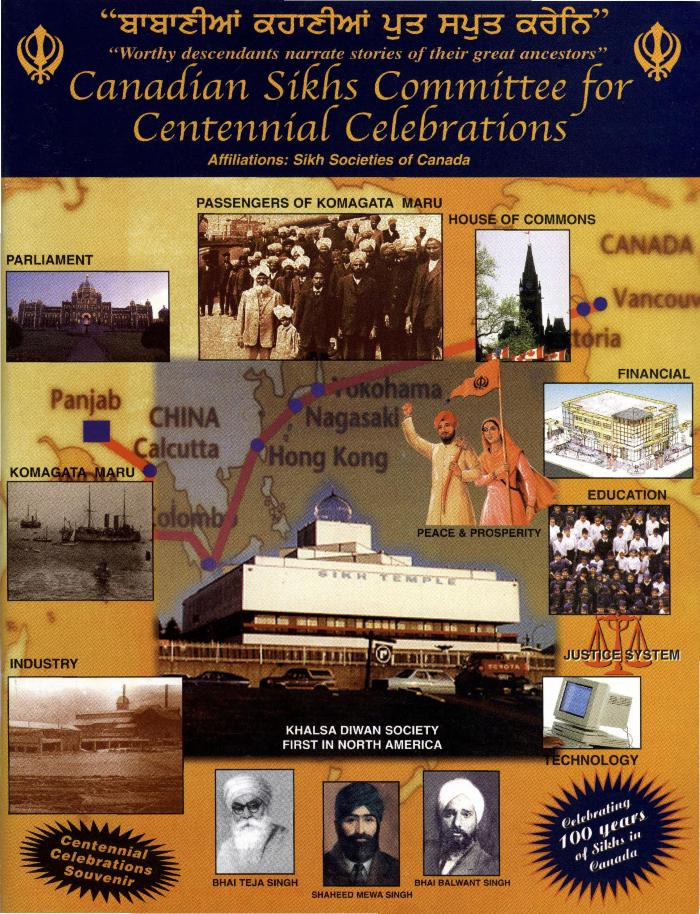 “ਬਾਬਾਣੀਆਂ ਕਹਾਣੀਆਂ ਪੁਤ ਸਪੁਤ ਕਰੇਨਿ”
“Worthy descendants narrate stories of their great ancestors”
Canadian Sikhs Committee for
Centennial Celebrations
Affiliations: Sikh Societies of Canada
PASSENGERS OF KOMAGATA MARU
HOUSE OF COMMONS
PARLIAMENT
CANADA
Vancou
toria
FINANCIAL
Panjab
CHINA
Calcutta
Yokohama
Nagasaki
Hong Kong
KOMAGATA MARU
Colombo
EDUCATION
PEACE & PROSPERITY
SIKH TEMPLE
TOYOTA
JUSTICE SYSTEM
INDUSTRY
KHALSA DIWAN SOCIETY
FIRST IN NORTH AMERICA
TECHNOLOGY
Centennial
Celebrations
Souvenir
Celebrating
100 years
of Sikhs in
Canada
BHAI TEJA SINGH
SHAHEED MEWA SINGH
BHAI BALWANT SINGH